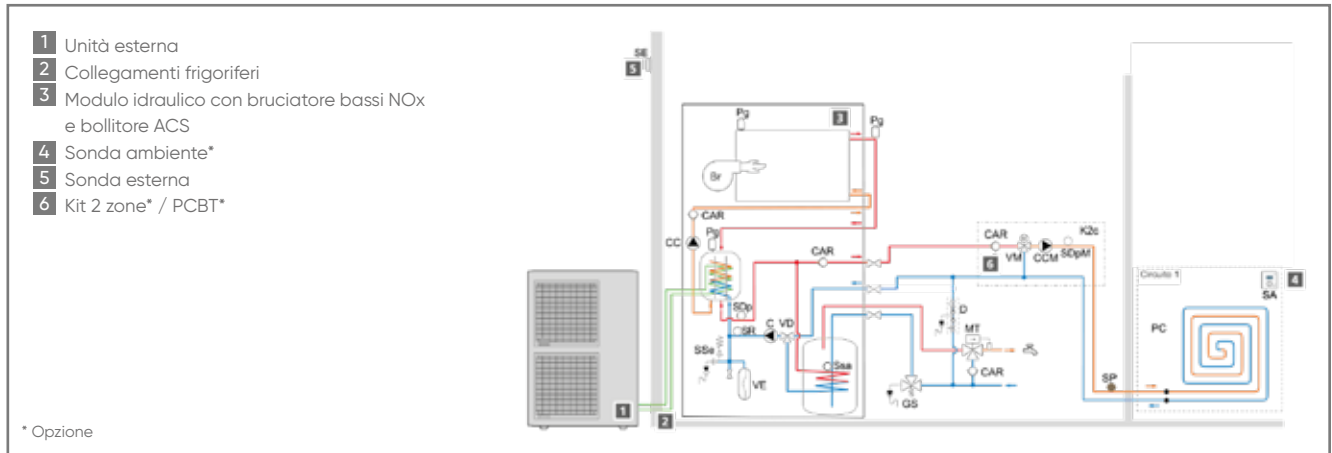 1 Unità esterna
2 Collegamenti frigoriferi
3 Modulo idraulico con bruciatore bassi NOx
e bollitore ACS
4 Sonda ambiente*
5 Sonda esterna
6 Kit 2 zone* / PCBT*
* Opzione
SE
5
Pg
3
Pg
Br
CAR
CC
Pg
CAR
CAR
K2c
6
VM
CCM
SDpM
Circuito 1
SA
4
PC
SDp
SR
C
VD
D
MT
SSe
VE
Ssa
CAR
GS
SP
1
2